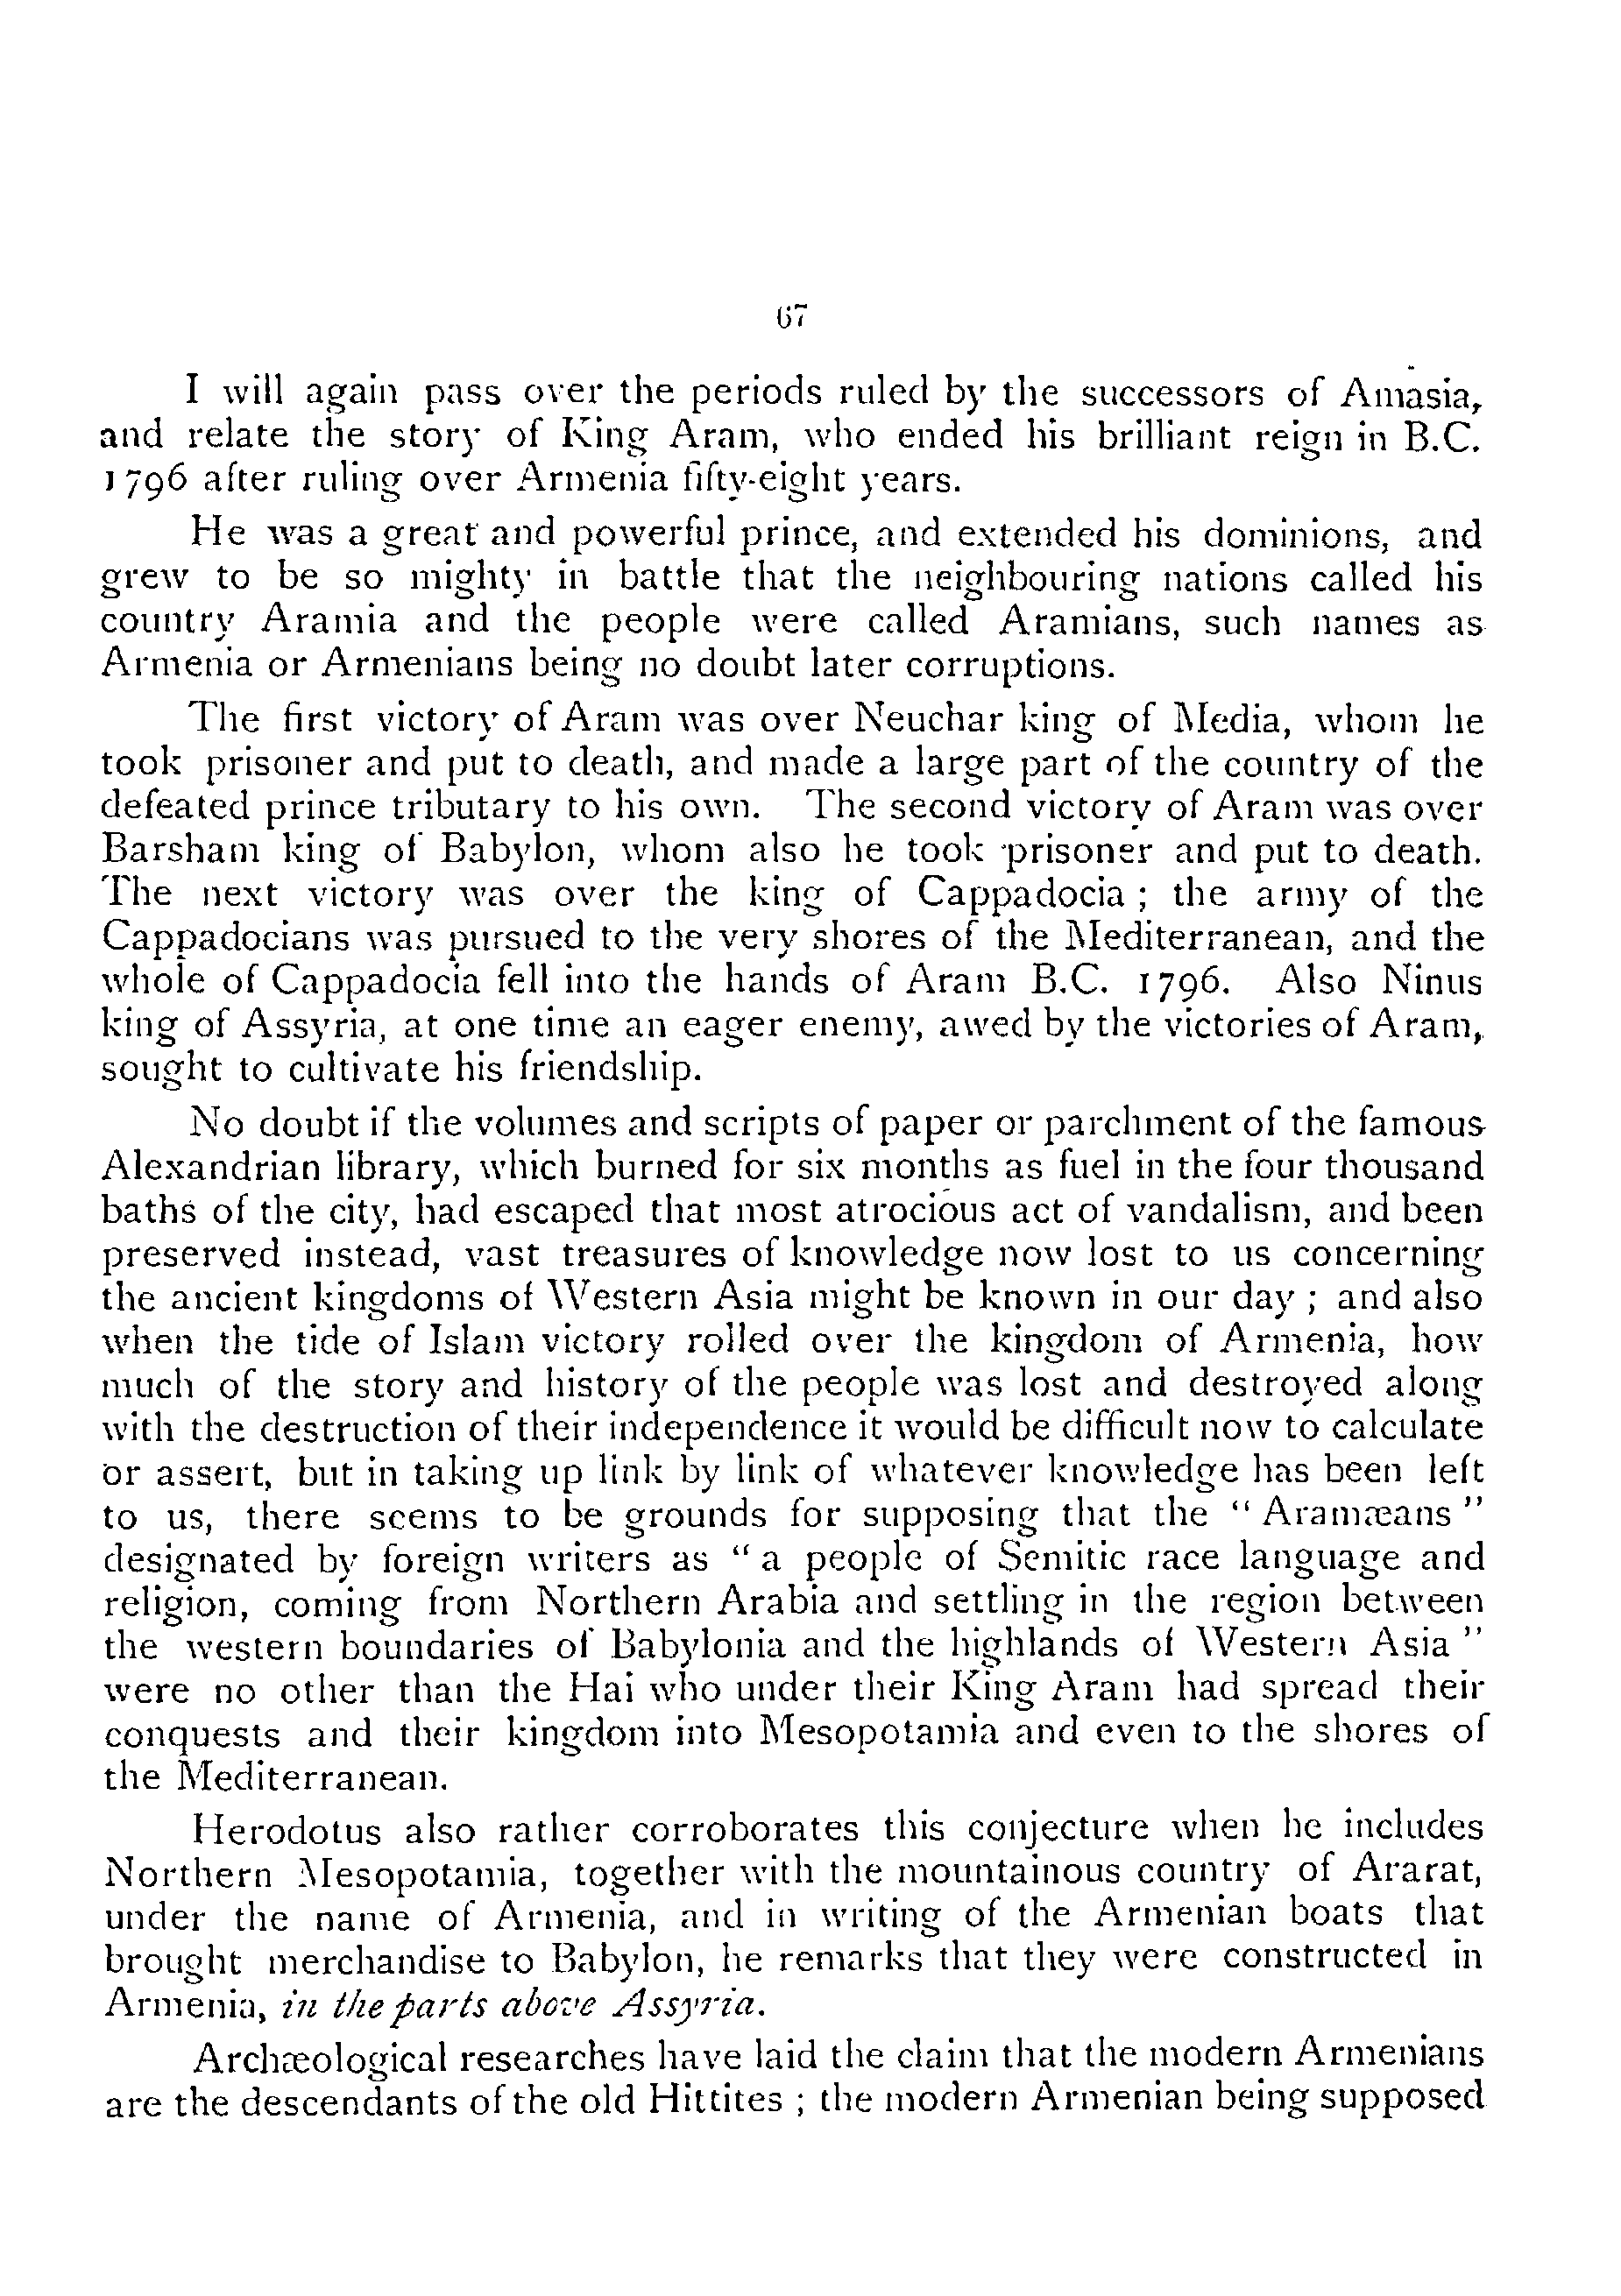 67
I will again pass over the periods ruled by the successors of Amasia,
and relate the story of King Aram, who ended his brilliant reign in B.C.
1796 after ruling over Armenia fifty-eight years.
He was a great and powerful prince, and extended his dominions, and
grew to be so mighty in battle that the neighbouring nations called his
country Aramia and the people were called Aramians, such names as
Armenia or Armenians being no doubt later corruptions.
The first victory of Aram was over Neuchar king of Media, whom he
took prisoner and put to death, and made a large part of the country of the
defeated prince tributary to his own. The second victory of Aram was over
Barsham king of Babylon, whom also he took prisoner and put to death.
The next victory was over the king of Cappadocia ; the army of the
Cappadocians was pursued to the very shores of the Mediterranean, and the
whole of Cappadocia fell into the hands of Aram B.C. 1796. Also Ninus
king of Assyria, at one time an eager enemy, awed by the victories of Aram,
sought to cultivate his friendship.
No doubt if the volumes and scripts of paper or parchment of the famous
Alexandrian library, which burned for six months as fuel in the four thousand
baths of the city, had escaped that most atrocious act of vandalism, and been
preserved instead, vast treasures of knowledge now lost to us concerning
the ancient kingdoms of Western Asia might be known in our day ; and also
when the tide of Islam victory rolled over the kingdom of Armenia, how
much of the story and history of the people was lost and destroyed along
with the destruction of their independence it would be difficult now to calculate
or assert, but in taking up link by link of whatever knowledge has been left
to us, there seems to be grounds for supposing that the “ Aramæans ”
designated by foreign writers as “ a people of Semitic race language and
religion, coming from Northern Arabia and settling in the region between
the western boundaries of Babylonia and the highlands of Western Asia ”
were no other than the Hai who under their King Aram had spread their
conquests and their kingdom into Mesopotamia and even to the shores of
the Mediterranean.
Herodotus also rather corroborates this conjecture when he includes
Northern Mesopotamia, together with the mountainous country of Ararat,
under the name of Armenia, and in writing of the Armenian boats that
brought merchandise to Babylon, he remarks that they were constructed in
Armenia, in the parts above Assyria.
Archæological researches have laid the claim that the modern Armenians
are the descendants of the old Hittites ; the modern Armenian being supposed